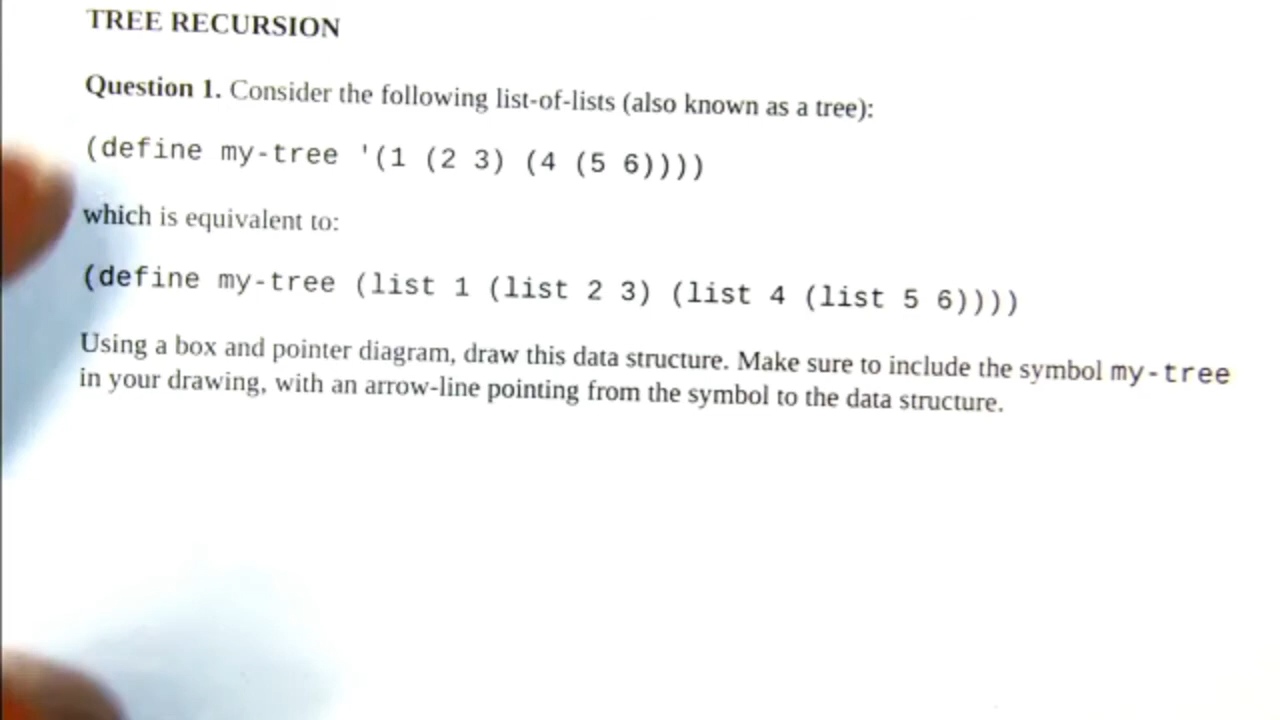 TREE RECURSION
Question 1. Consider the following list-of-lists (also known as a tree):
(define my-tree '(1 (2 3) (4 (5 6))))
which is equivalent to:
(define my-tree (list 1 (list 2 3) (list 4 (list 5 6))))
Using a box and pointer diagram, draw this data structure. Make sure to include the symbol my-tree
in your drawing, with an arrow-line pointing from the symbol to the data structure.